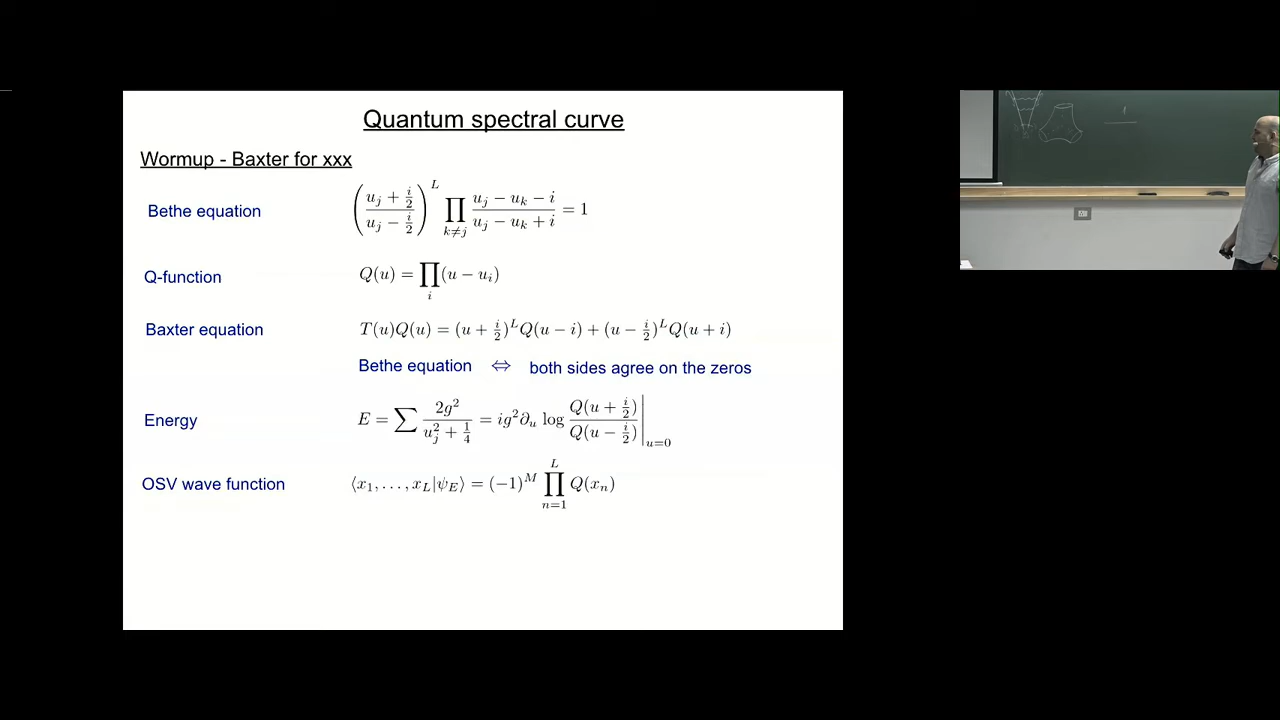 Quantum spectral curve
Wormup - Baxter for xxx
Bethe equation $\left(\frac{u_j+\frac{i}{2}}{u_j-\frac{i}{2}}\right)^L \prod_{k\neq j} \frac{u_j-u_k-i}{u_j-u_k+i} = 1$
Q-function $Q(u) = \prod_i (u-u_i)$
Baxter equation $T(u)Q(u) = (u+\frac{i}{2})^L Q(u-i) + (u-\frac{i}{2})^L Q(u+i)$
Bethe equation ⇔ both sides agree on the zeros
Energy $E = \sum \frac{2g^2}{u_j^2+\frac{1}{4}} = ig^2 \partial_u \log \left.\frac{Q(u+\frac{i}{2})}{Q(u-\frac{i}{2})}\right|_{u=0}$
OSV wave function $\langle x_1,\ldots,x_L|\psi_E\rangle = (-1)^M \prod_{n=1}^{L} Q(x_n)$